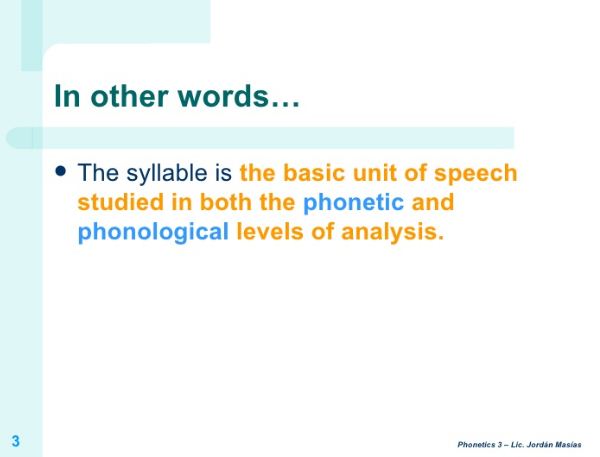 In other words…
The syllable is the basic unit of speech
studied in both the phonetic and
phonological levels of analysis.
3
Phonetics 3 – Lic. Jordán Masías